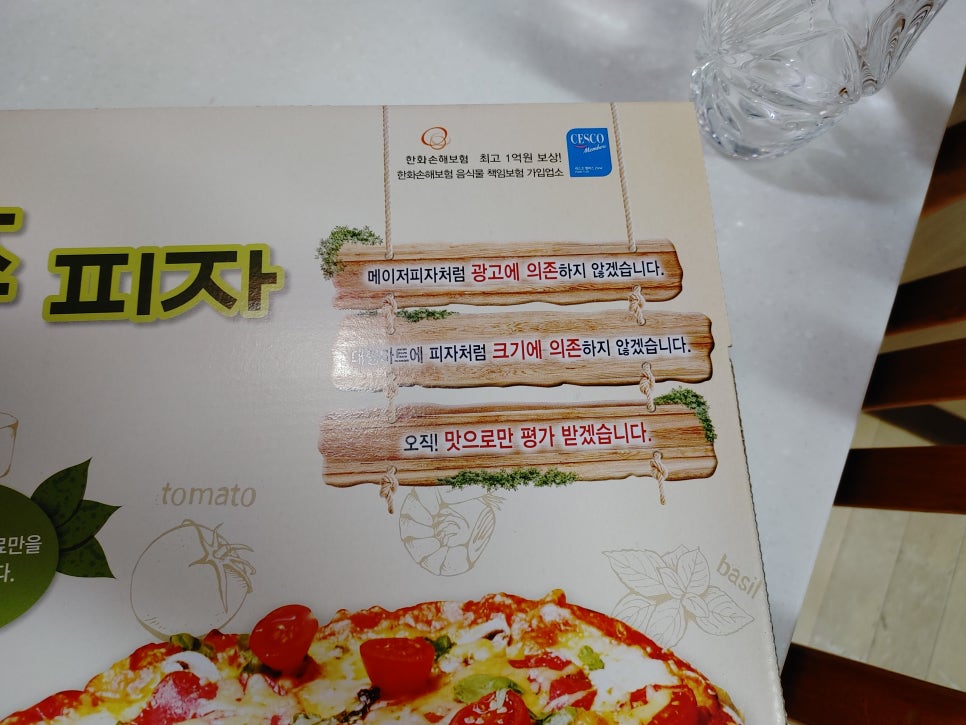 한화손해보험 최고 1억원 보상!
한화손해보험 음식물 책임보험 가입업소
CESCO
Members
피자
메이저피자처럼 광고에 의존하지 않겠습니다.
피자처럼 크기에 의존하지 않겠습니다.
오직! 맛으로만 평가 받겠습니다.
tomato
basil
로만을
다.